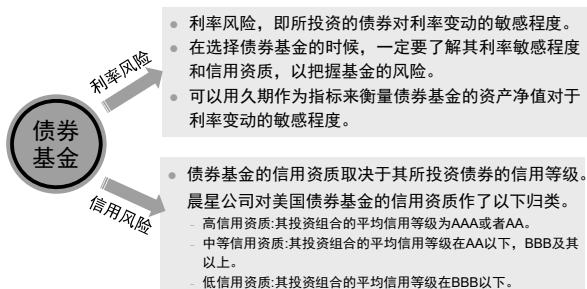 利率风险，即所投资的债券对利率变动的敏感程度。
在选择债券基金的时候，一定要了解其利率敏感程度
和信用资质，以把握基金的风险。
可以用久期作为指标来衡量债券基金的资产净值对于
利率变动的敏感程度。
利率风险
债券
基金
信用风险
债券基金的信用资质取决于其所投资债券的信用等级。
晨星公司对美国债券基金的信用资质作了以下归类。
- 高信用资质:其投资组合的平均信用等级为AAA或者AA。
- 中等信用资质:其投资组合的平均信用等级在AA以下，BBB及其
以上。
- 低信用资质:其投资组合的平均信用等级在BBB以下。